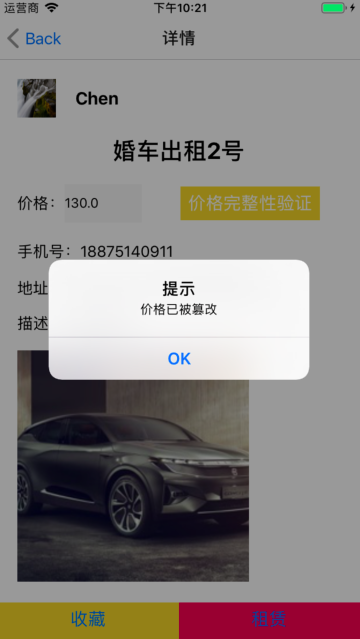 运营商 下午10:21
Back 详情
Chen
婚车出租2号
价格： 130.0 价格完整性验证
手机号： 18875140911
地址
描述
提示
价格已被篡改
OK
收藏 租赁